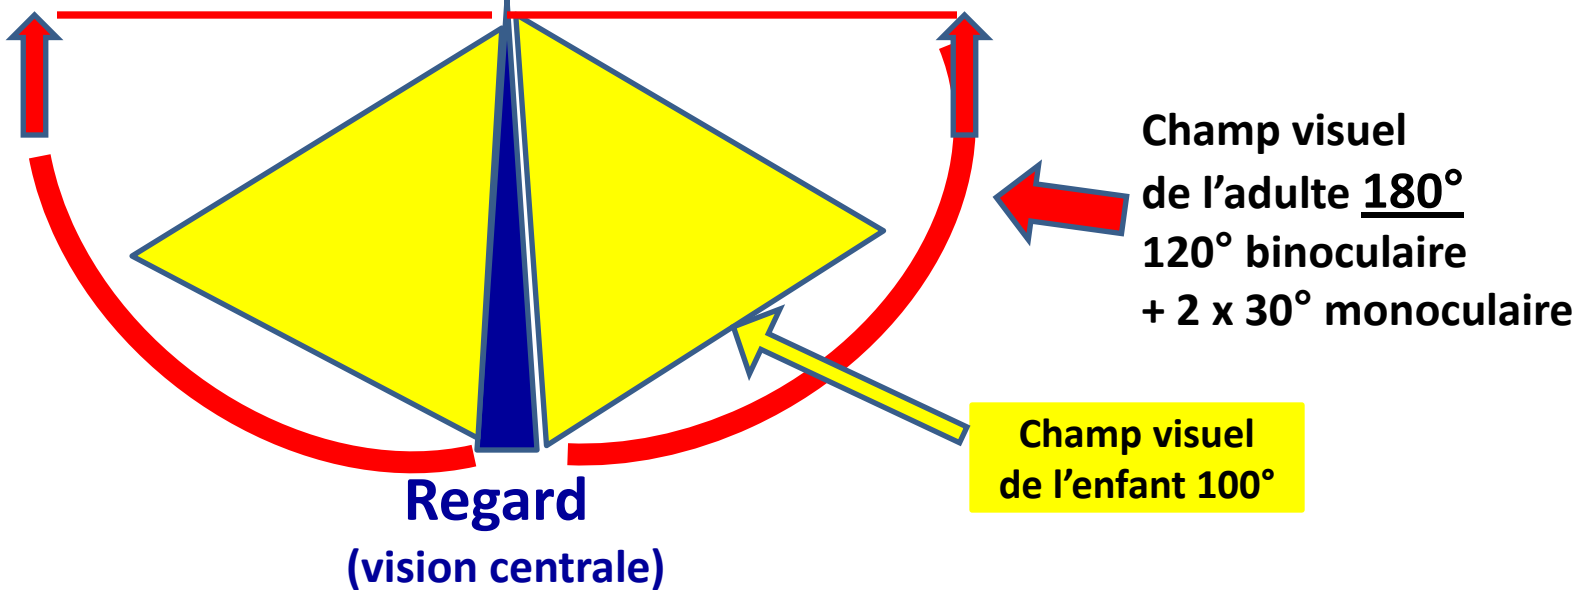 Champ visuel
de l’adulte 180°
120° binoculaire
+ 2 x 30° monoculaire
Champ visuel
de l’enfant 100°
Regard
(vision centrale)